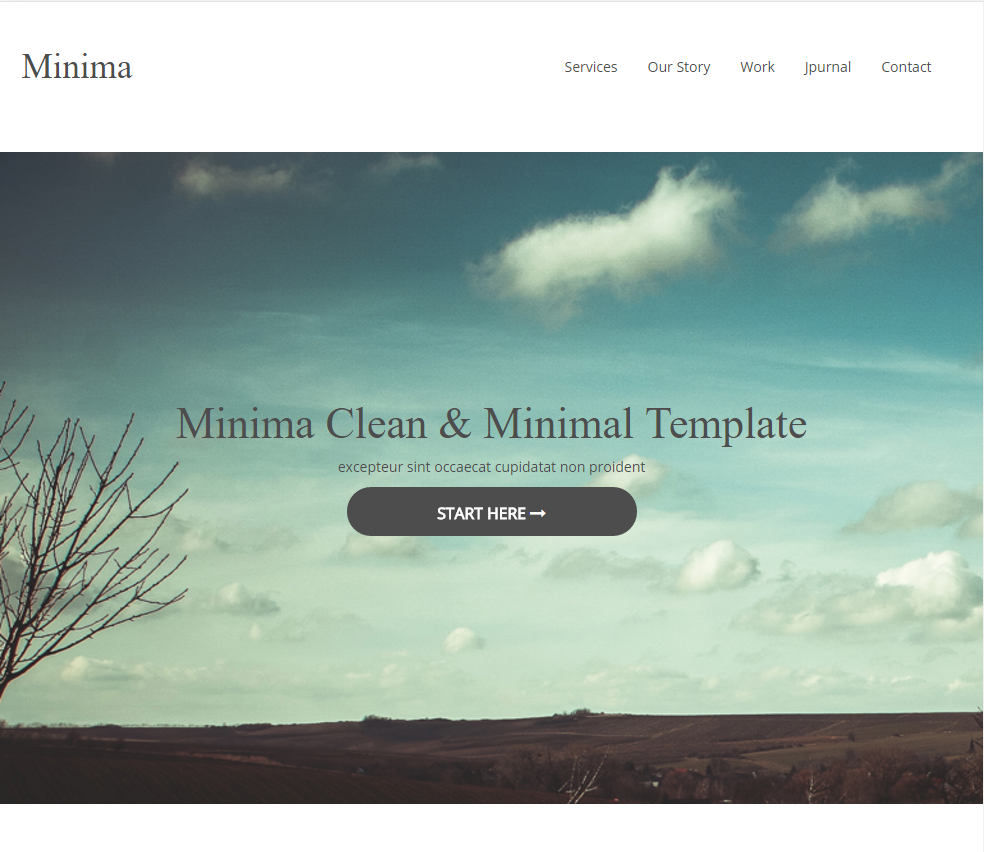 Minima
Services Our Story Work Jpurnal Contact
Minima Clean & Minimal Template
excepteur sint occaecat cupidatat non proident
START HERE →